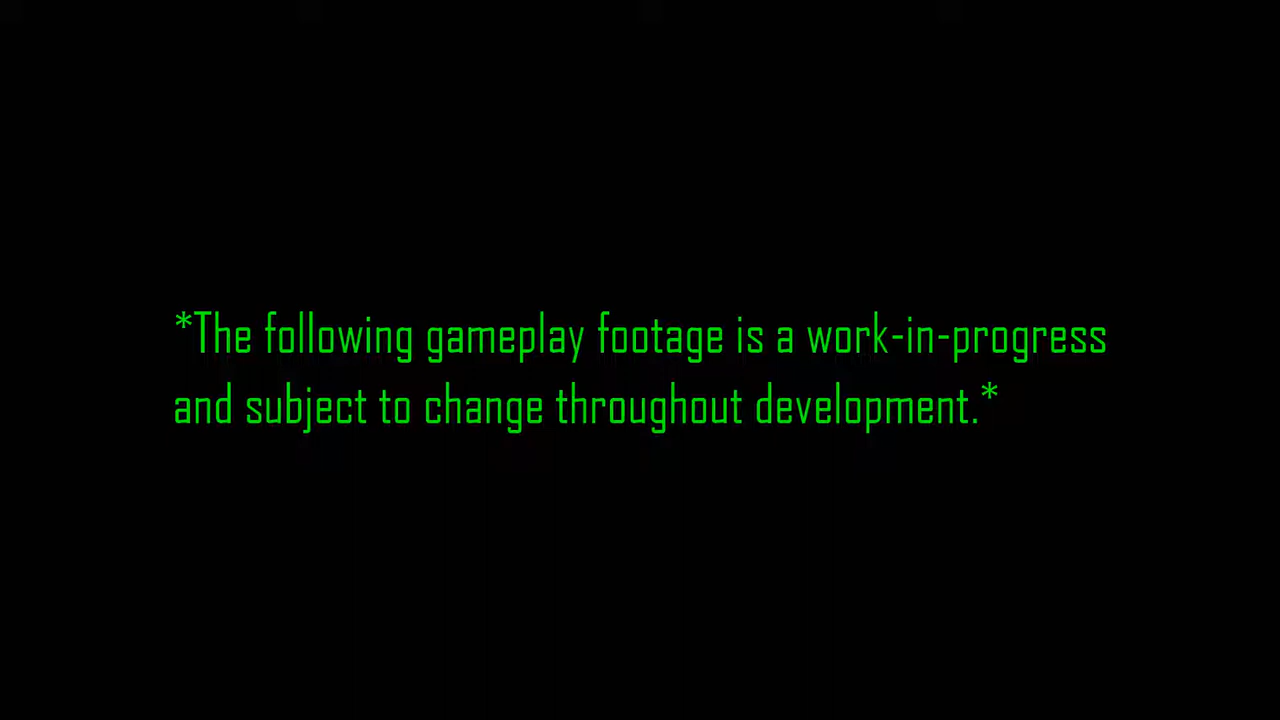 *The following gameplay footage is a work-in-progress
and subject to change throughout development.*